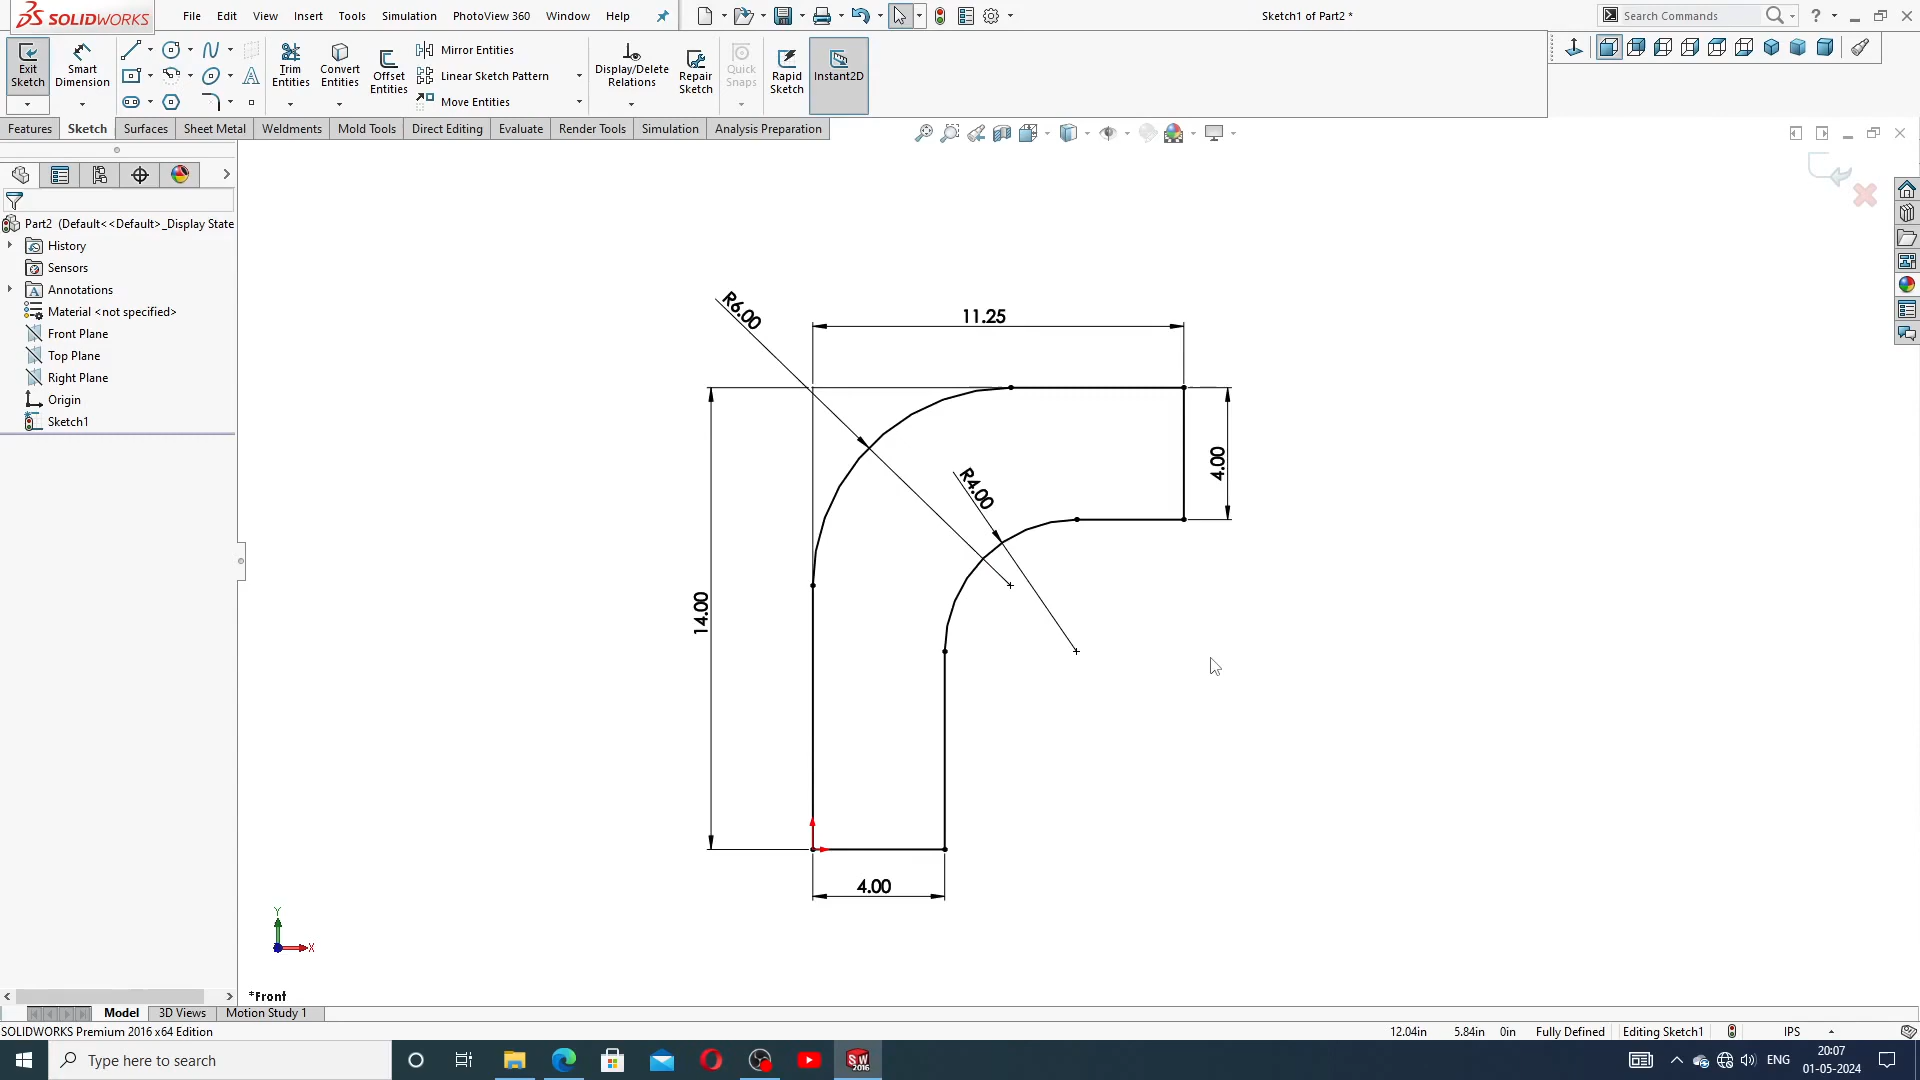 SOLIDWORKS
File Edit View Insert Tools Simulation PhotoView 360 Window Help
Sketch1 of Part2 *
Search Commands
Exit Sketch
Smart Dimension
Trim Entities
Convert Entities
Offset Entities
Mirror Entities
Linear Sketch Pattern
Move Entities
Display/Delete Relations
Repair Sketch
Quick Snaps
Rapid Sketch
Instant2D
Features Sketch Surfaces Sheet Metal Weldments Mold Tools Direct Editing Evaluate Render Tools Simulation Analysis Preparation
Part2 (Default<<Default>_Display State
History
Sensors
Annotations
Material <not specified>
Front Plane
Top Plane
Right Plane
Origin
Sketch1
R6.00
11.25
R4.00
4.00
14.00
4.00
Y
X
*Front
Model 3D Views Motion Study 1
SOLIDWORKS Premium 2016 x64 Edition
12.04in 5.84in 0in Fully Defined Editing Sketch1 IPS
Type here to search
SW 2016
ENG
20:07
01-05-2024